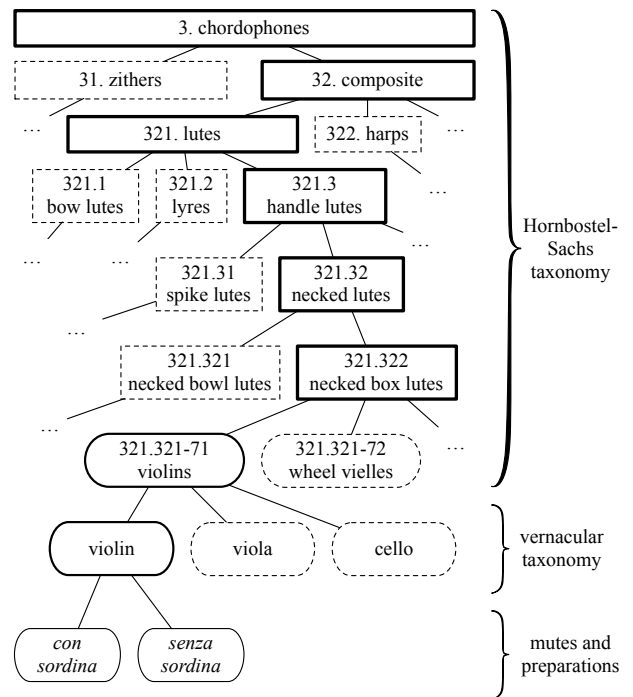 3. chordophones
31. zithers
32. composite
...
...
321. lutes
322. harps
...
321.1
bow lutes
321.2
lyres
321.3
handle lutes
...
...
...
321.31
spike lutes
321.32
necked lutes
...
321.321
necked bowl lutes
321.322
necked box lutes
...
...
321.321-71
violins
321.321-72
wheel vielles
Hornbostel-
Sachs
taxonomy
violin
viola
cello
vernacular
taxonomy
con
sordina
senza
sordina
mutes and
preparations